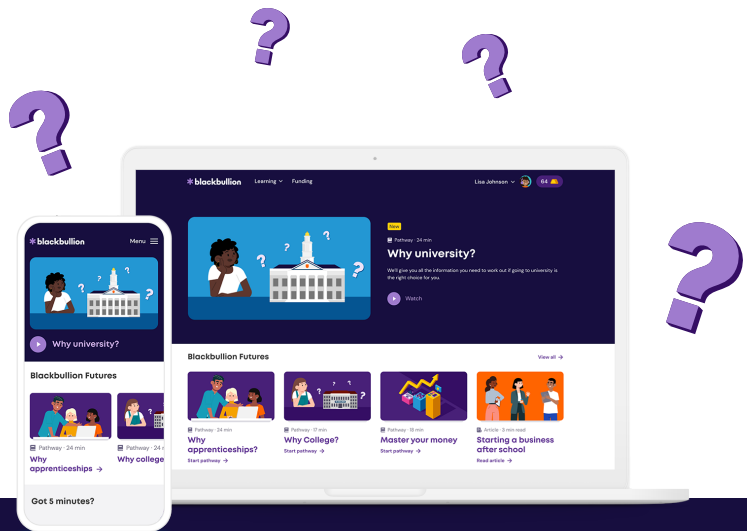 blackbullion
Learning
Funding
Lisa Johnson
64
New
Pathway · 24 min
Why university?
We'll give you all the information you need to work out if going to university is
the right choice for you.
Watch
Blackbullion Futures
View all →
Pathway · 24 min
Why
apprenticeships?
Start pathway →
Pathway · 17 min
Why College?
Start pathway →
Pathway · 15 min
Master your money
Start pathway →
Article · 5 min read
Starting a business
after school
Read article →
blackbullion
Menu
Why university?
Blackbullion Futures
Pathway · 24 min
Why
apprenticeships →
Pathway · 24 m
Why college
Got 5 minutes?